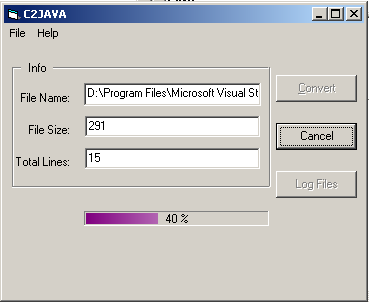 C2JAVA
File Help
Info
File Name: D:\Program Files\Microsoft Visual St
File Size: 291
Total Lines: 15
Convert
Cancel
Log Files
40 %